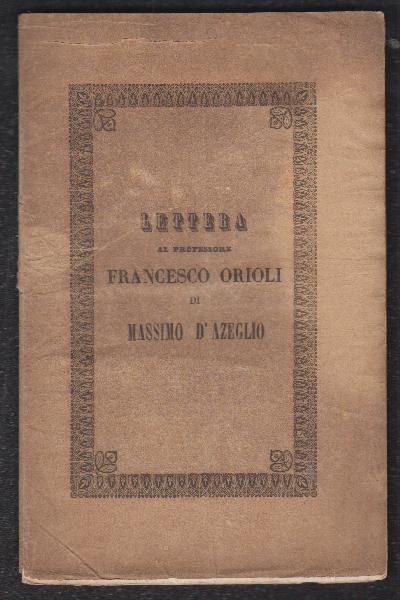 LETTERA
AL PROFESSORE
FRANCESCO ORIOLI
DI
MASSIMO D'AZEGLIO